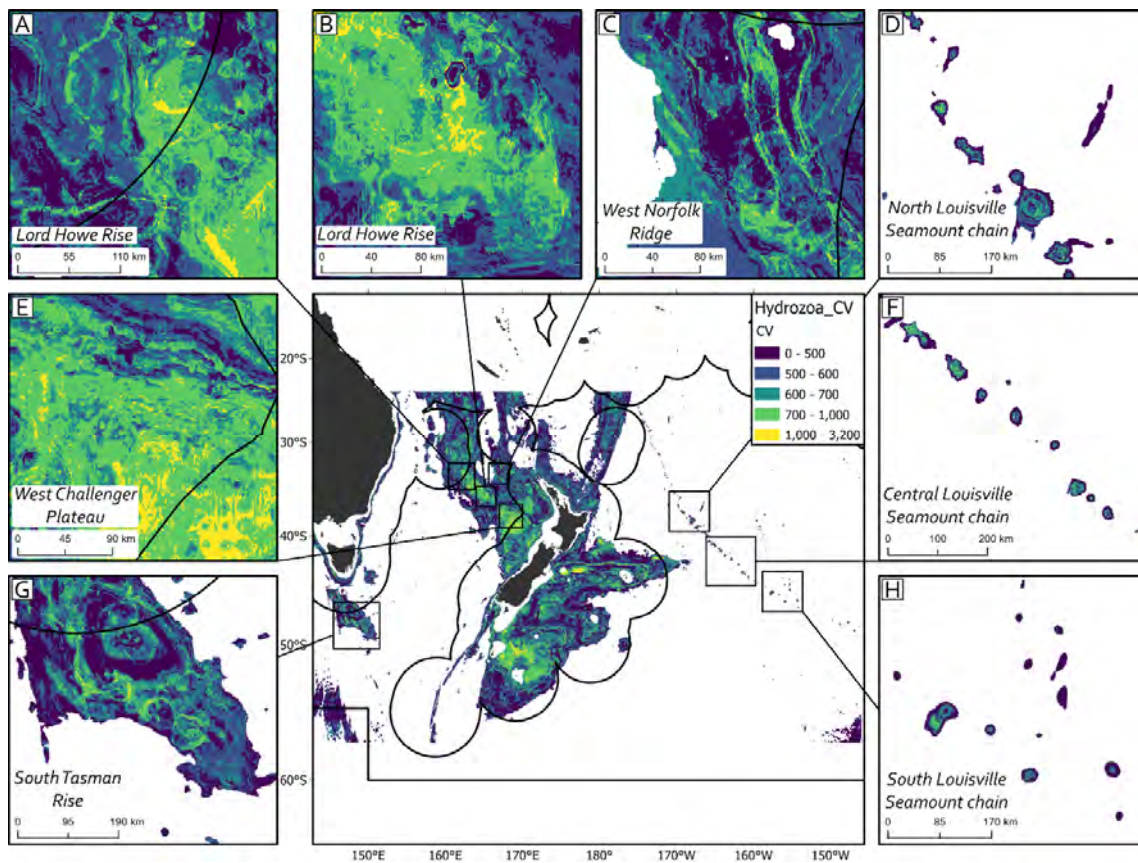 A
Lord Howe Rise
0 55 110 km
B
Lord Howe Rise
0 40 80 km
C
West Norfolk
Ridge
0 40 80 km
D
North Louisville
Seamount chain
0 85 170 km
E
West Challenger
Plateau
0 45 90 km
Hydrozoa_CV
CV
0 - 500
500 - 600
600 - 700
700 - 1,000
1,000 - 3,200
20°S
30°S
40°S
50°S
60°S
150°E 160°E 170°E 180° 170°W 160°W 150°W
F
Central Louisville
Seamount chain
0 100 200 km
G
South Tasman
Rise
0 95 190 km
H
South Louisville
Seamount chain
0 85 170 km